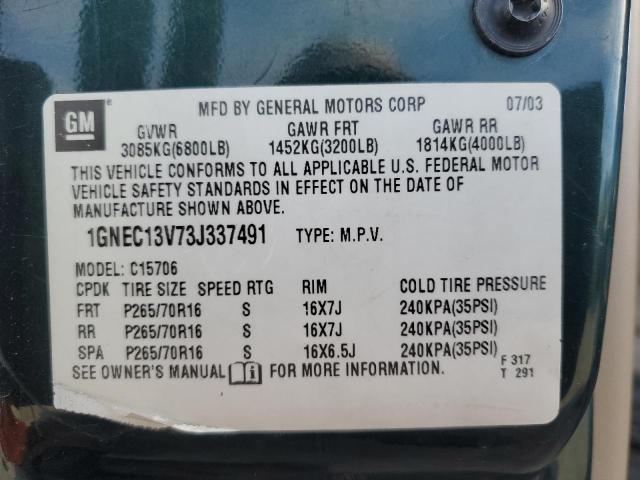 GM
®
MFD BY GENERAL MOTORS CORP 07/03
GVWR GAWR FRT GAWR RR
3085KG(6800LB) 1452KG(3200LB) 1814KG(4000LB)
THIS VEHICLE CONFORMS TO ALL APPLICABLE U.S. FEDERAL MOTOR
VEHICLE SAFETY STANDARDS IN EFFECT ON THE DATE OF
MANUFACTURE SHOWN ABOVE.
1GNEC13V73J337491 TYPE: M.P.V.
MODEL: C15706
CPDK TIRE SIZE SPEED RTG RIM COLD TIRE PRESSURE
FRT P265/70R16 S 16X7J 240KPA(35PSI)
RR P265/70R16 S 16X7J 240KPA(35PSI)
SPA P265/70R16 S 16X6.5J 240KPA(35PSI)
SEE OWNER'S MANUAL i FOR MORE INFORMATION.
F 317
T 291